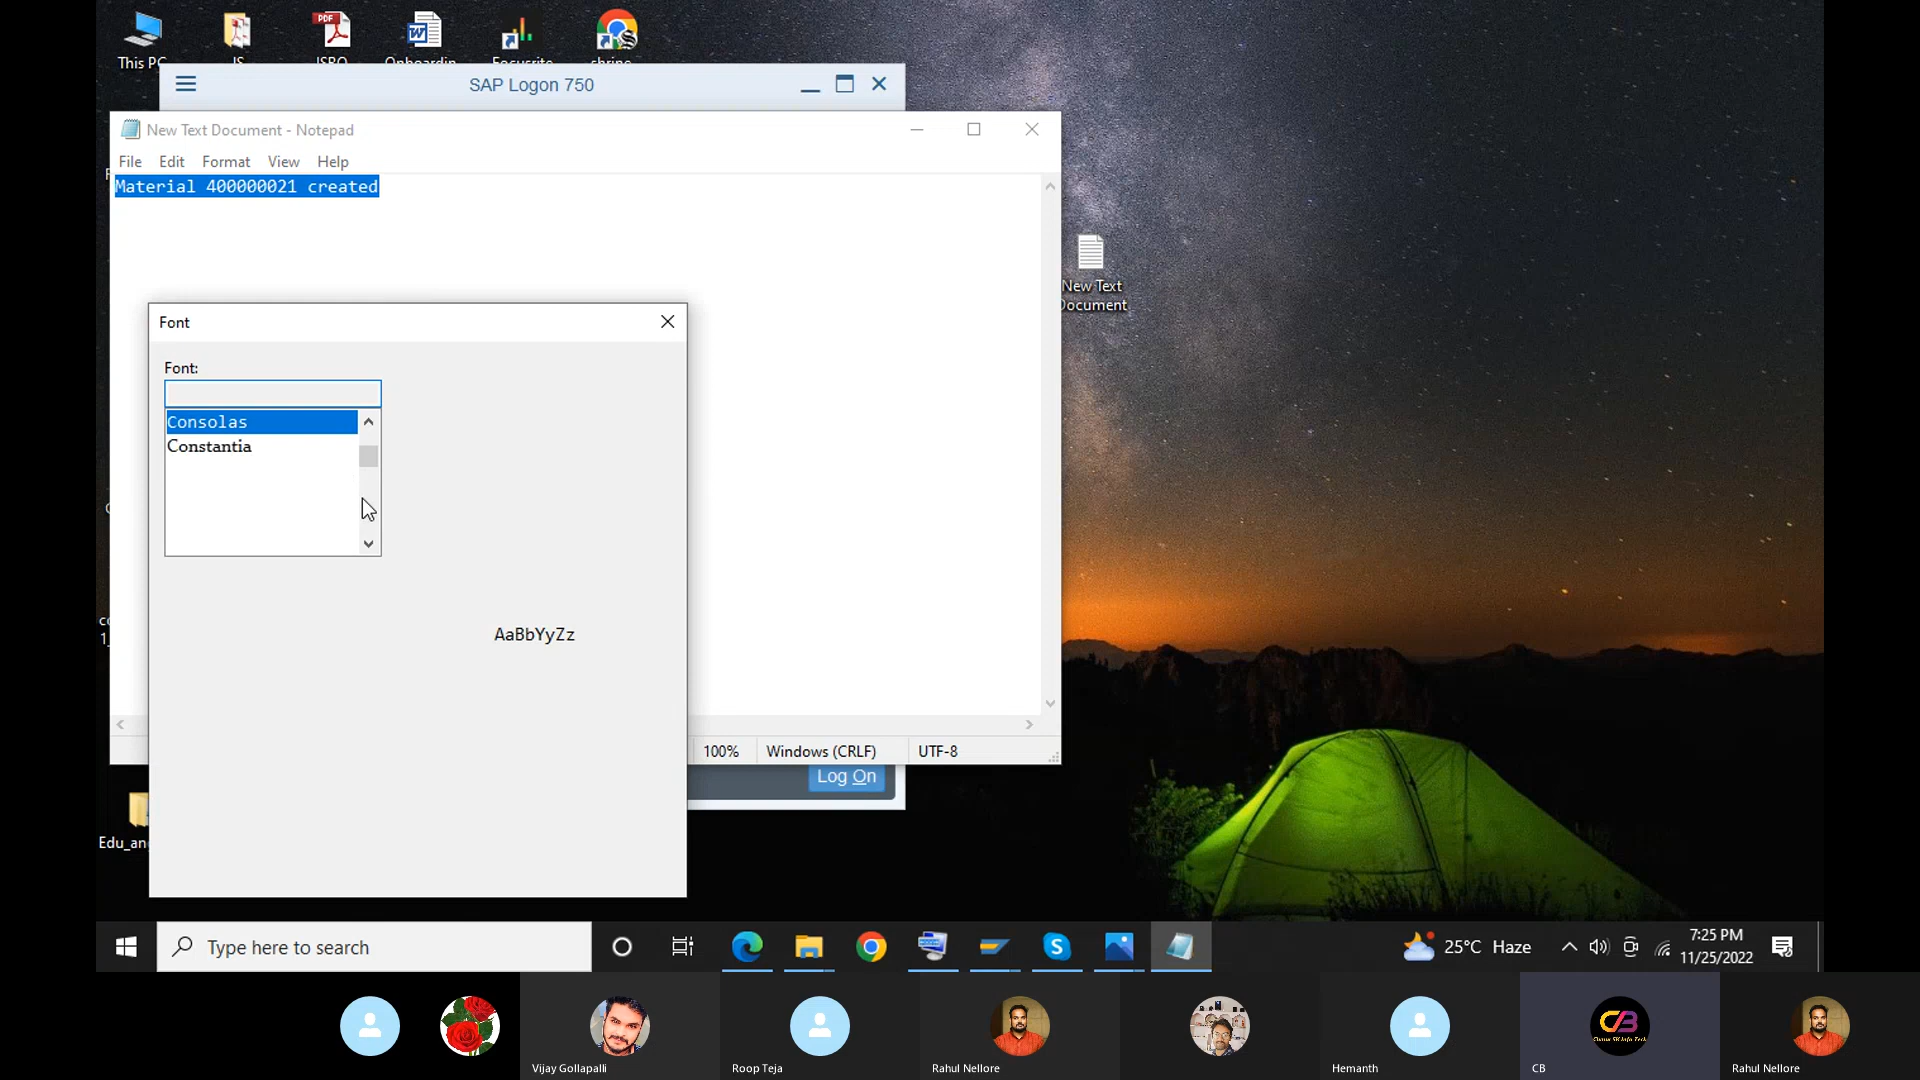 This PC
JS
ISBO
Onboardin
Focusrite
shrine
SAP Logon 750
New Text Document - Notepad
File Edit Format View Help
Material 400000021 created
New Text
Document
Font
Font:
Consolas
Constantia
AaBbYyZz
100% Windows (CRLF) UTF-8
Log On
Edu_an
Type here to search
25°C Haze
7:25 PM
11/25/2022
Vijay Gollapalli
Roop Teja
Rahul Nellore
Hemanth
CB
Rahul Nellore